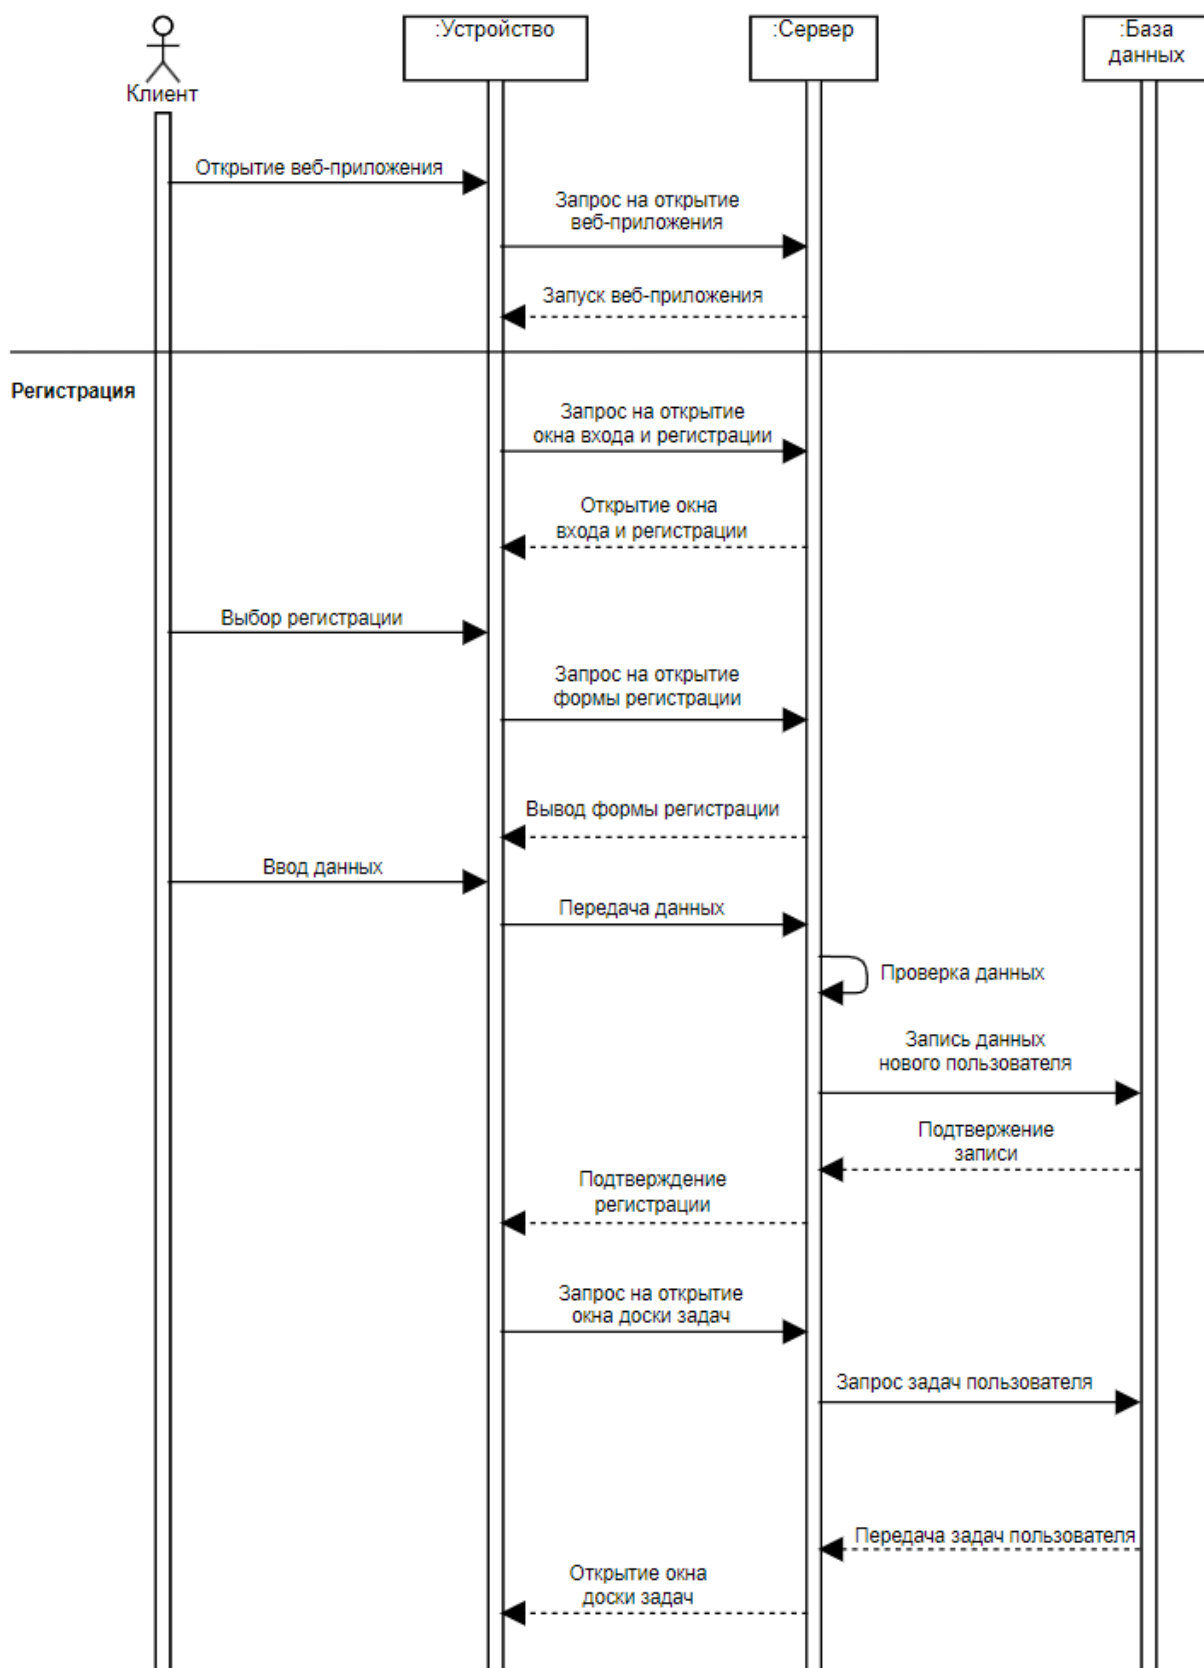 :Устройство
:Сервер
:База
данных
Клиент
Открытие веб-приложения
Запрос на открытие
веб-приложения
Запуск веб-приложения
Регистрация
Запрос на открытие
окна входа и регистрации
Открытие окна
входа и регистрации
Выбор регистрации
Запрос на открытие
формы регистрации
Вывод формы регистрации
Ввод данных
Передача данных
Проверка данных
Запись данных
нового пользователя
Подтвержение
записи
Подтверждение
регистрации
Запрос на открытие
окна доски задач
Запрос задач пользователя
Передача задач пользователя
Открытие окна
доски задач